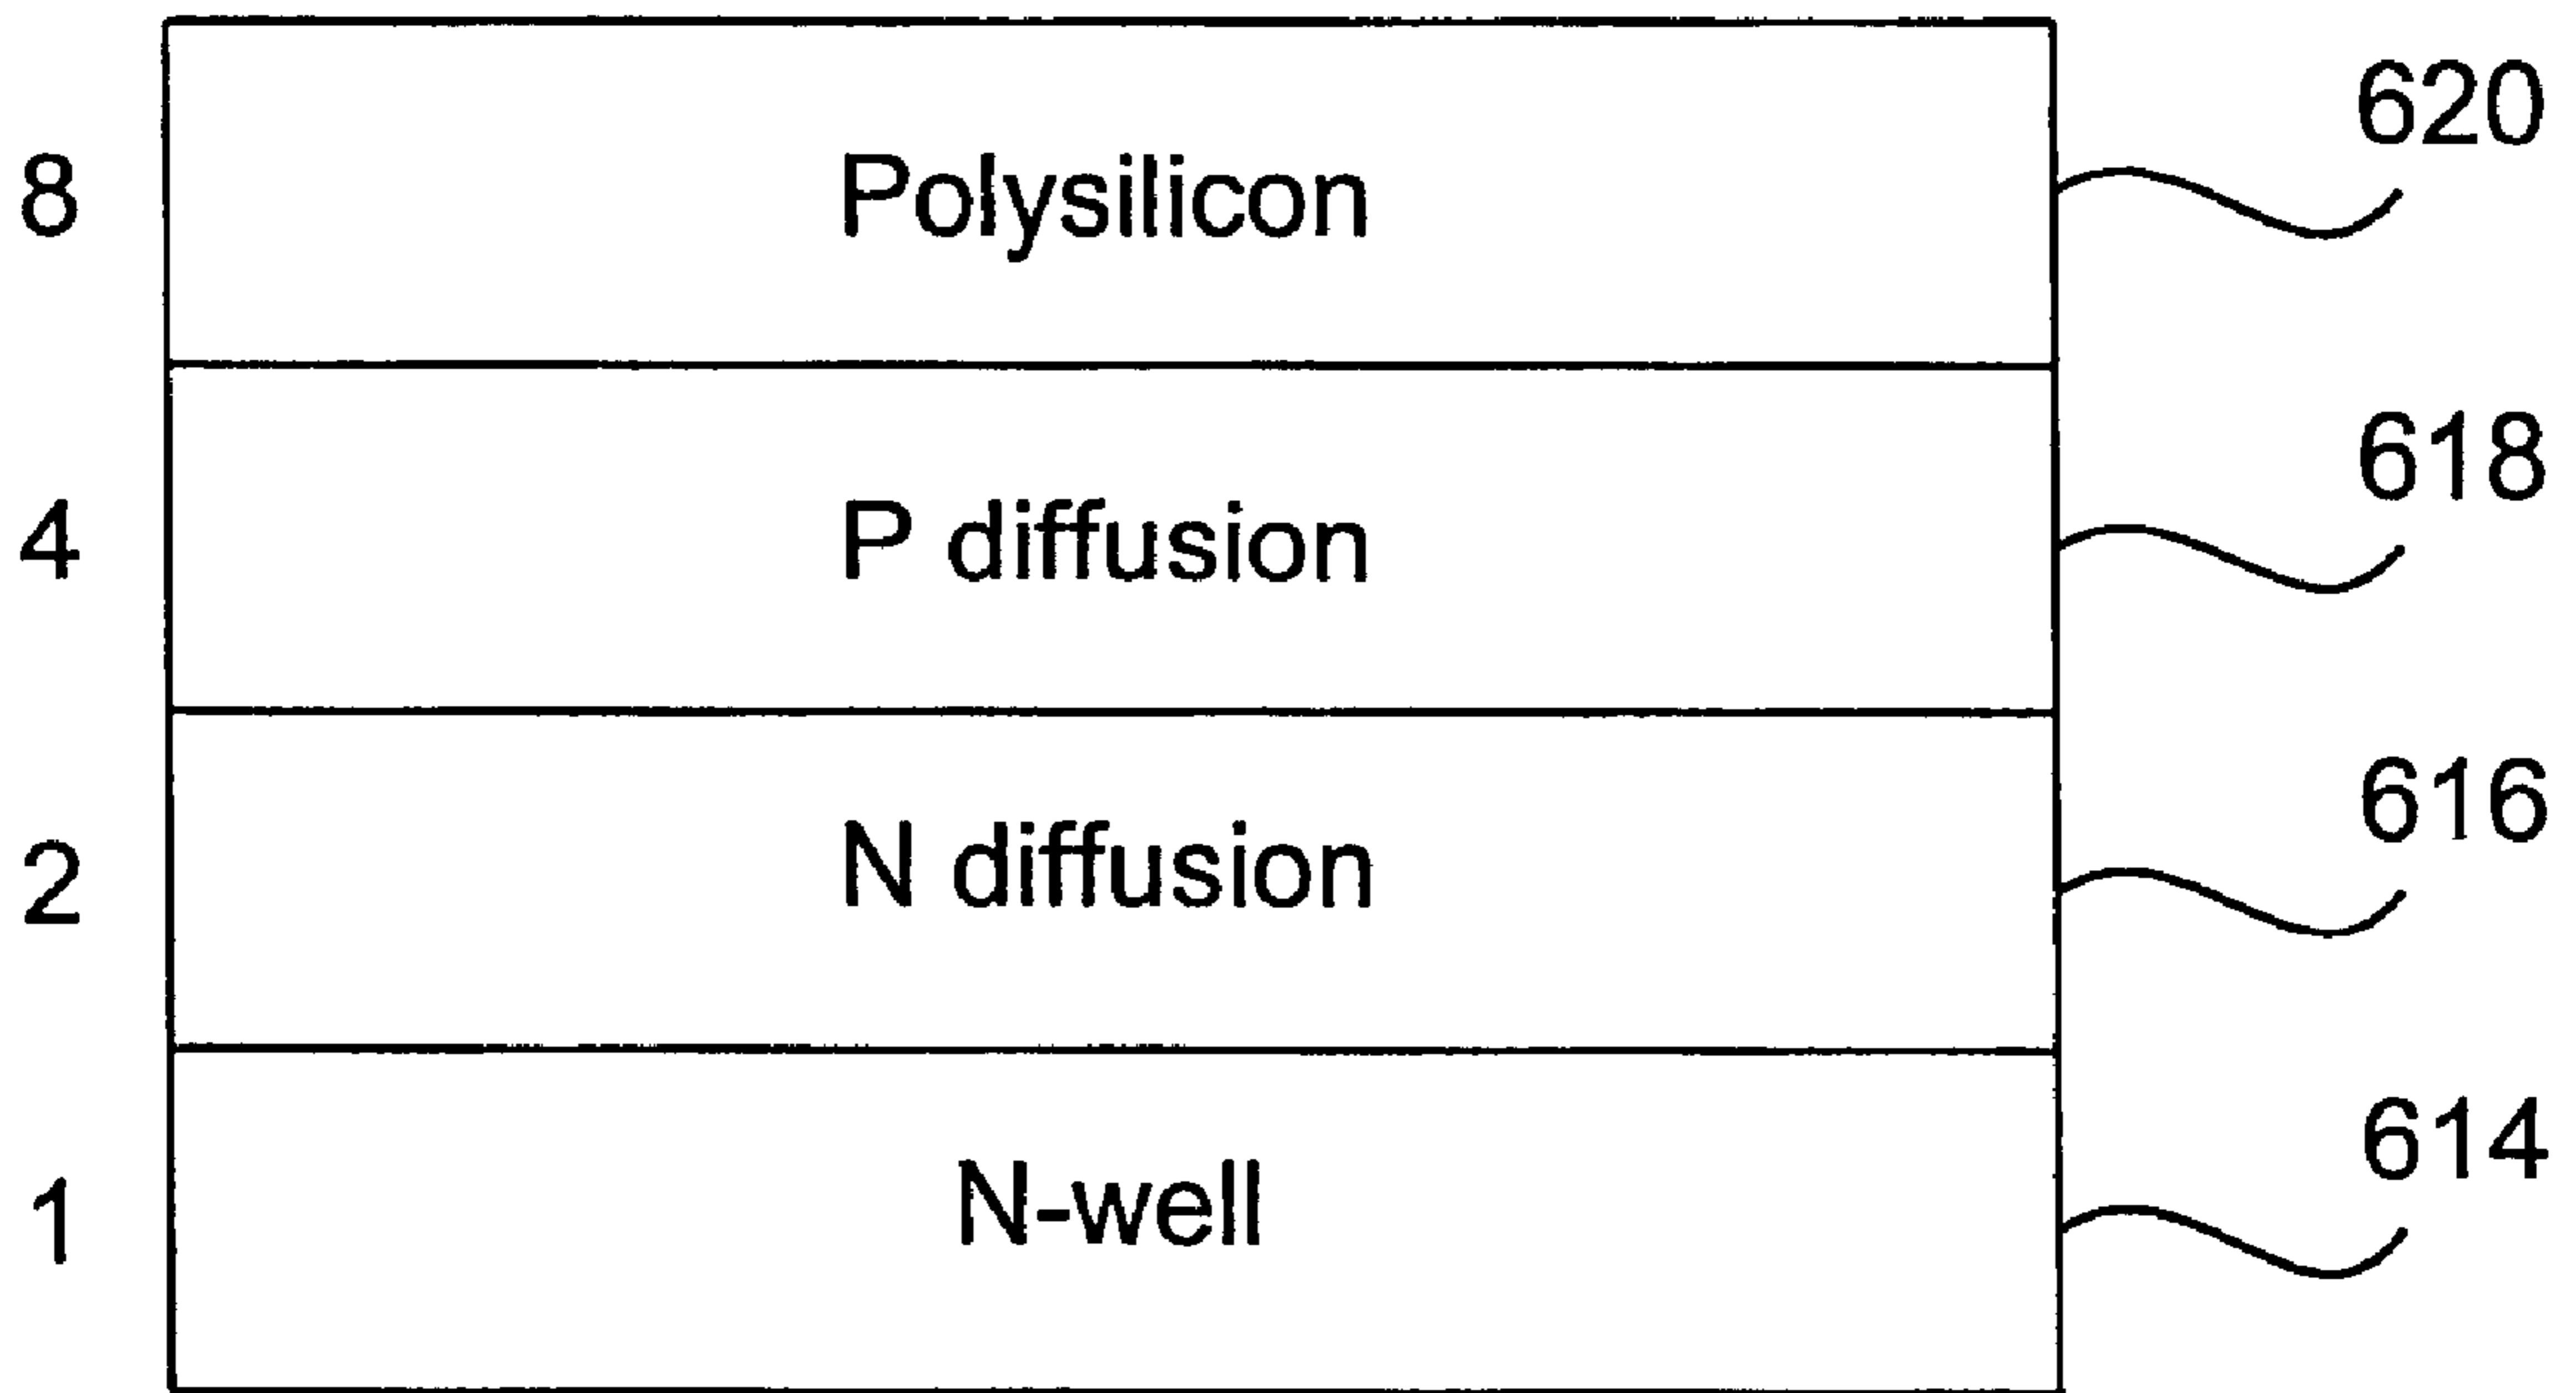 620
8 Polysilicon
618
4 P diffusion
616
2 N diffusion
614
1 N-well